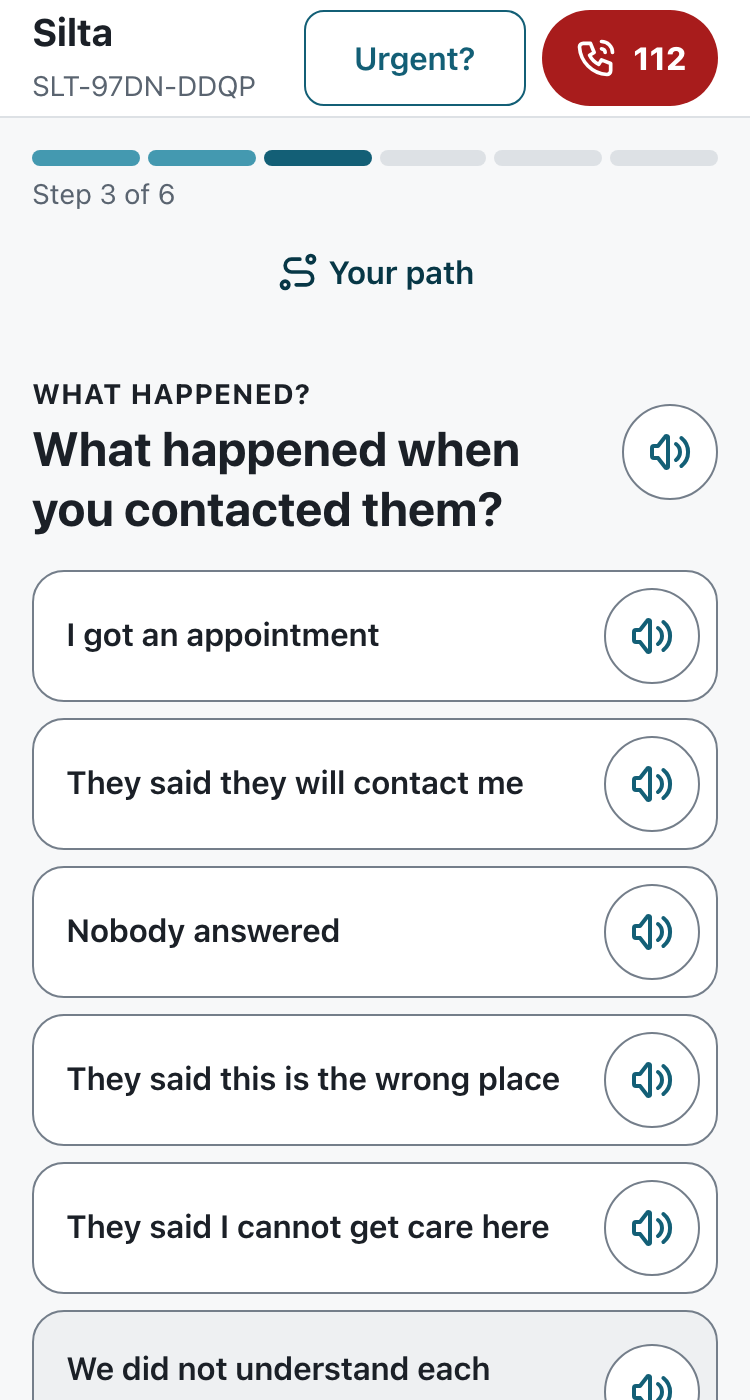 Silta
SLT-97DN-DDQP
Urgent?
112
Step 3 of 6
Your path
WHAT HAPPENED?
What happened when
you contacted them?
I got an appointment
They said they will contact me
Nobody answered
They said this is the wrong place
They said I cannot get care here
We did not understand each